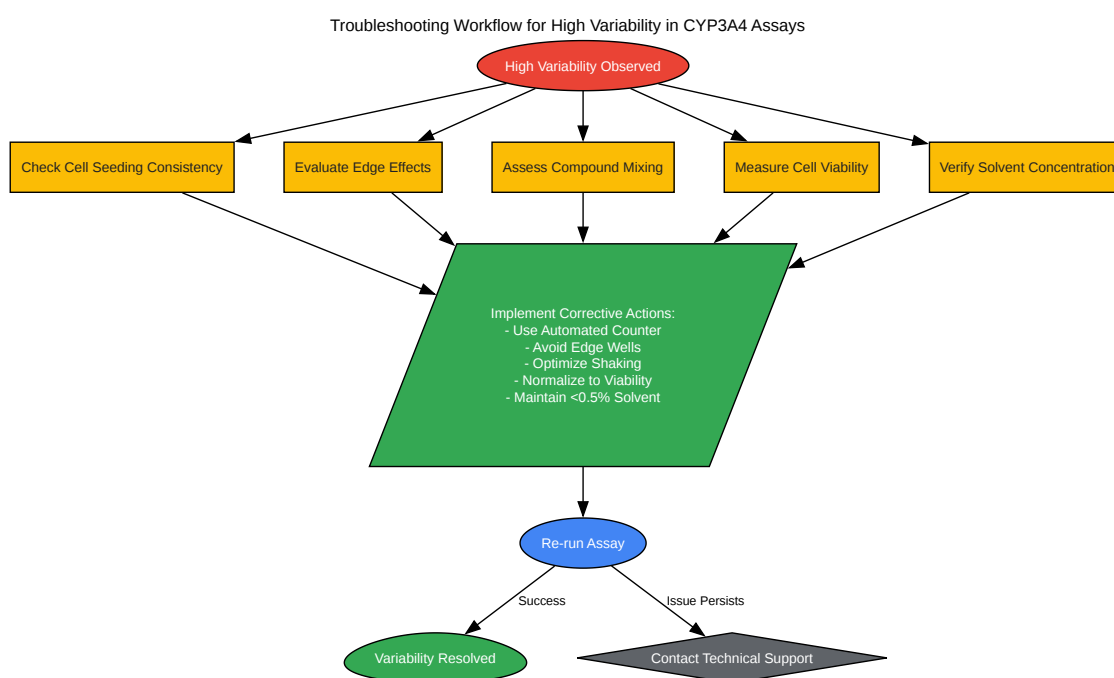 Troubleshooting Workflow for High Variability in CYP3A4 Assays
High Variability Observed
Check Cell Seeding Consistency
Evaluate Edge Effects
Assess Compound Mixing
Measure Cell Viability
Verify Solvent Concentration
Implement Corrective Actions:
- Use Automated Counter
- Avoid Edge Wells
- Optimize Shaking
- Normalize to Viability
- Maintain <0.5% Solvent
Re-run Assay
Success
Issue Persists
Variability Resolved
Contact Technical Support